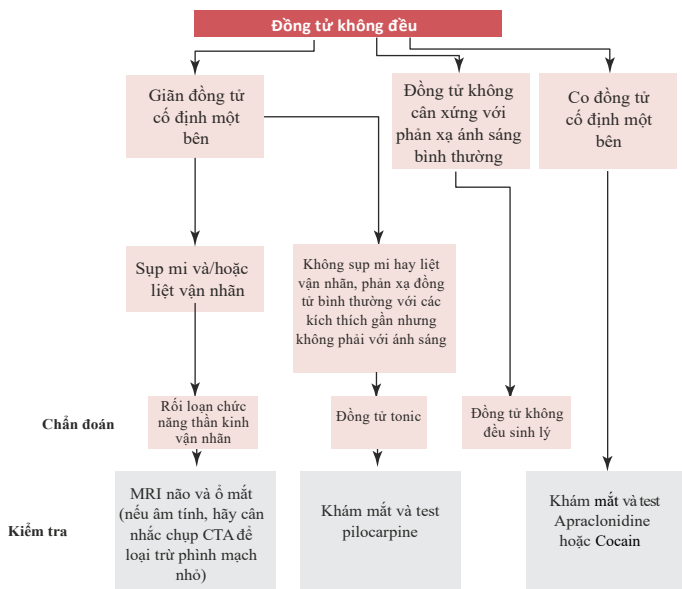 Đồng tử không đều
Giãn đồng tử
cố định một
bên
Đồng tử không
cân xứng với
phản xạ ánh sáng
bình thường
Co đồng tử
cố định một
bên
Sụp mi và/hoặc
liệt vận nhãn
Không sụp mi hay liệt
vận nhãn, phản xạ đồng
tử bình thường với các
kích thích gần nhưng
không phải với ánh sáng
Chẩn đoán
Rối loạn chức
năng thần kinh
vận nhãn
Đồng tử tonic
Đồng tử không
đều sinh lý
Kiểm tra
MRI não và ổ mắt
(nếu âm tính, hãy cân
nhắc chụp CTA để
loại trừ phình mạch
nhỏ)
Khám mắt và test
pilocarpine
Khám mắt và test
Apraclonidine
hoặc Cocain